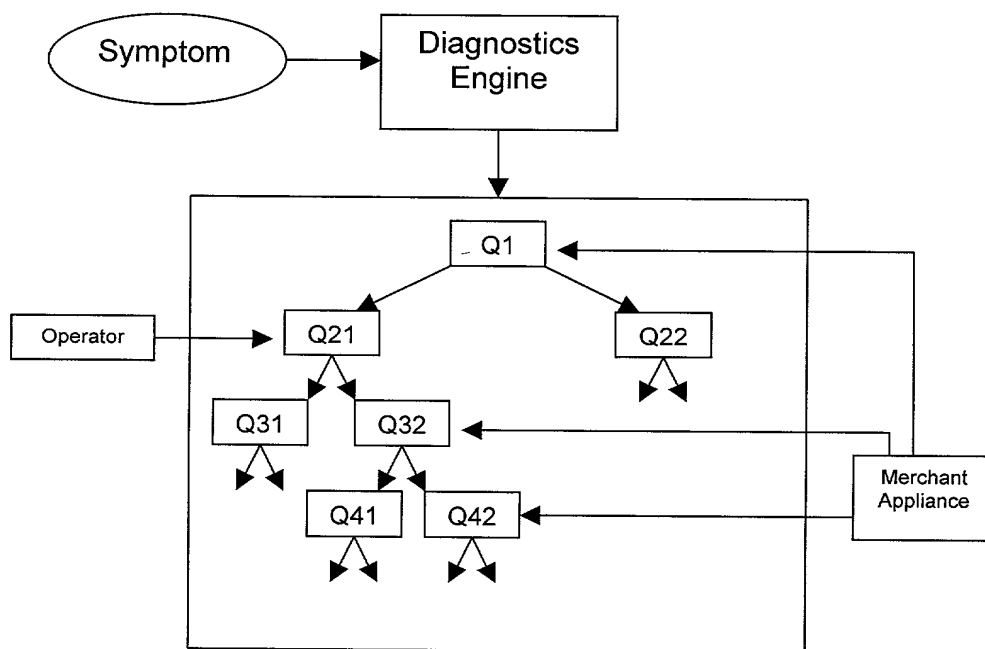 Symptom
Diagnostics
Engine
Q1
Operator
Q21
Q22
Q31
Q32
Merchant
Appliance
Q41
Q42